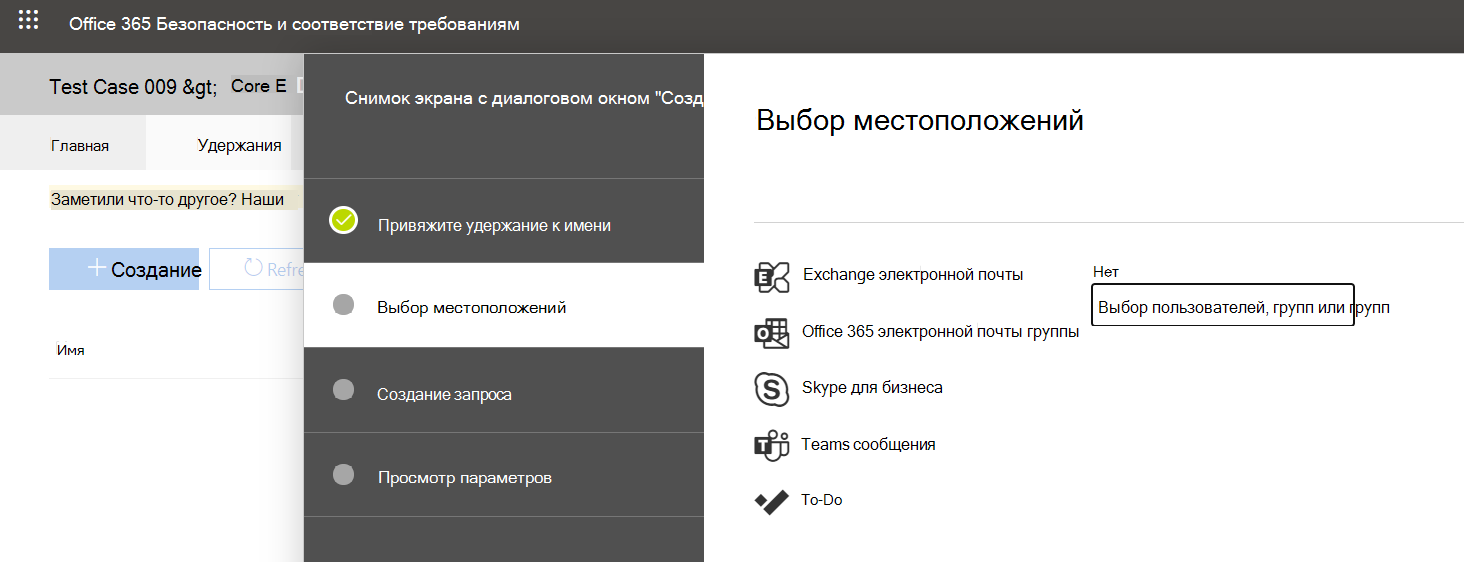 Office 365 Безопасность и соответствие требованиям
Test Case 009 &gt; Core E
Снимок экрана с диалоговом окном "Созд
Выбор местоположений
Главная
Удержания
Заметили что-то другое? Наши
Привяжите удержание к имени
Создание
Refre
Exchange электронной почты
Нет
Выбор местоположений
Выбор пользователей, групп или групп
Office 365 электронной почты группы
Имя
Skype для бизнеса
Создание запроса
Teams сообщения
Просмотр параметров
To-Do